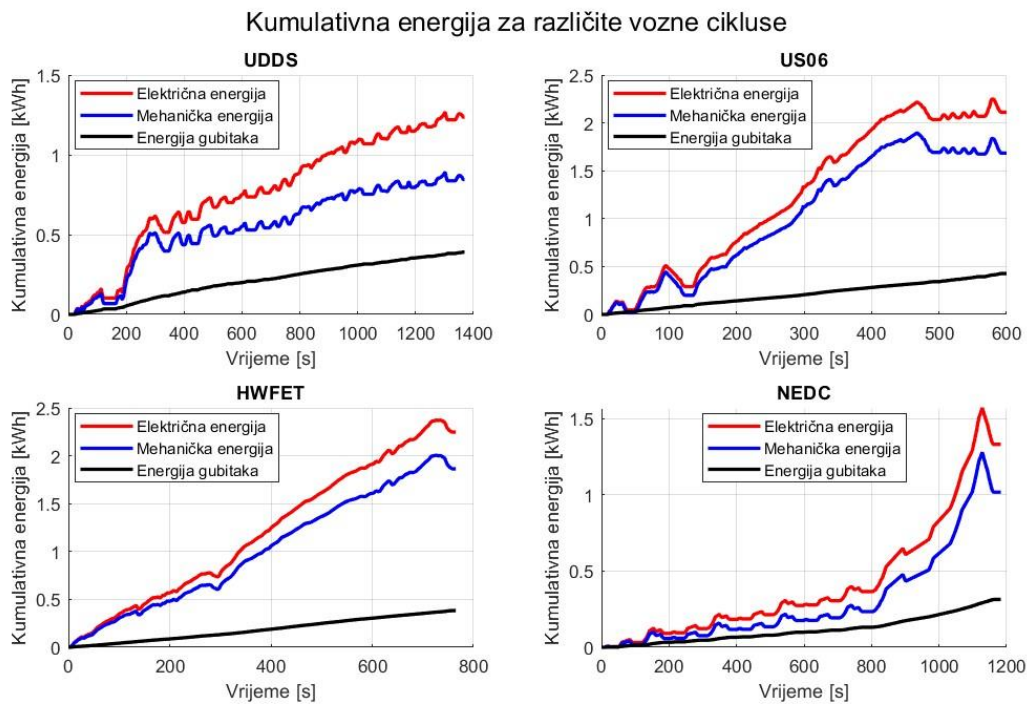 Kumulativna energija za različite vozne cikluse
UDDS
Kumulativna energija [kWh]
1.5
1
0.5
0
Električna energija
Mehanička energija
Energija gubitaka
0 200 400 600 800 1000 1200 1400
Vrijeme [s]
US06
Kumulativna energija [kWh]
2.5
2
1.5
1
0.5
0
Električna energija
Mehanička energija
Energija gubitaka
0 100 200 300 400 500 600
Vrijeme [s]
HWFET
Kumulativna energija [kWh]
2.5
2
1.5
1
0.5
0
Električna energija
Mehanička energija
Energija gubitaka
0 200 400 600 800
Vrijeme [s]
NEDC
Kumulativna energija [kWh]
1.5
1
0.5
0
Električna energija
Mehanička energija
Energija gubitaka
0 200 400 600 800 1000 1200
Vrijeme [s]